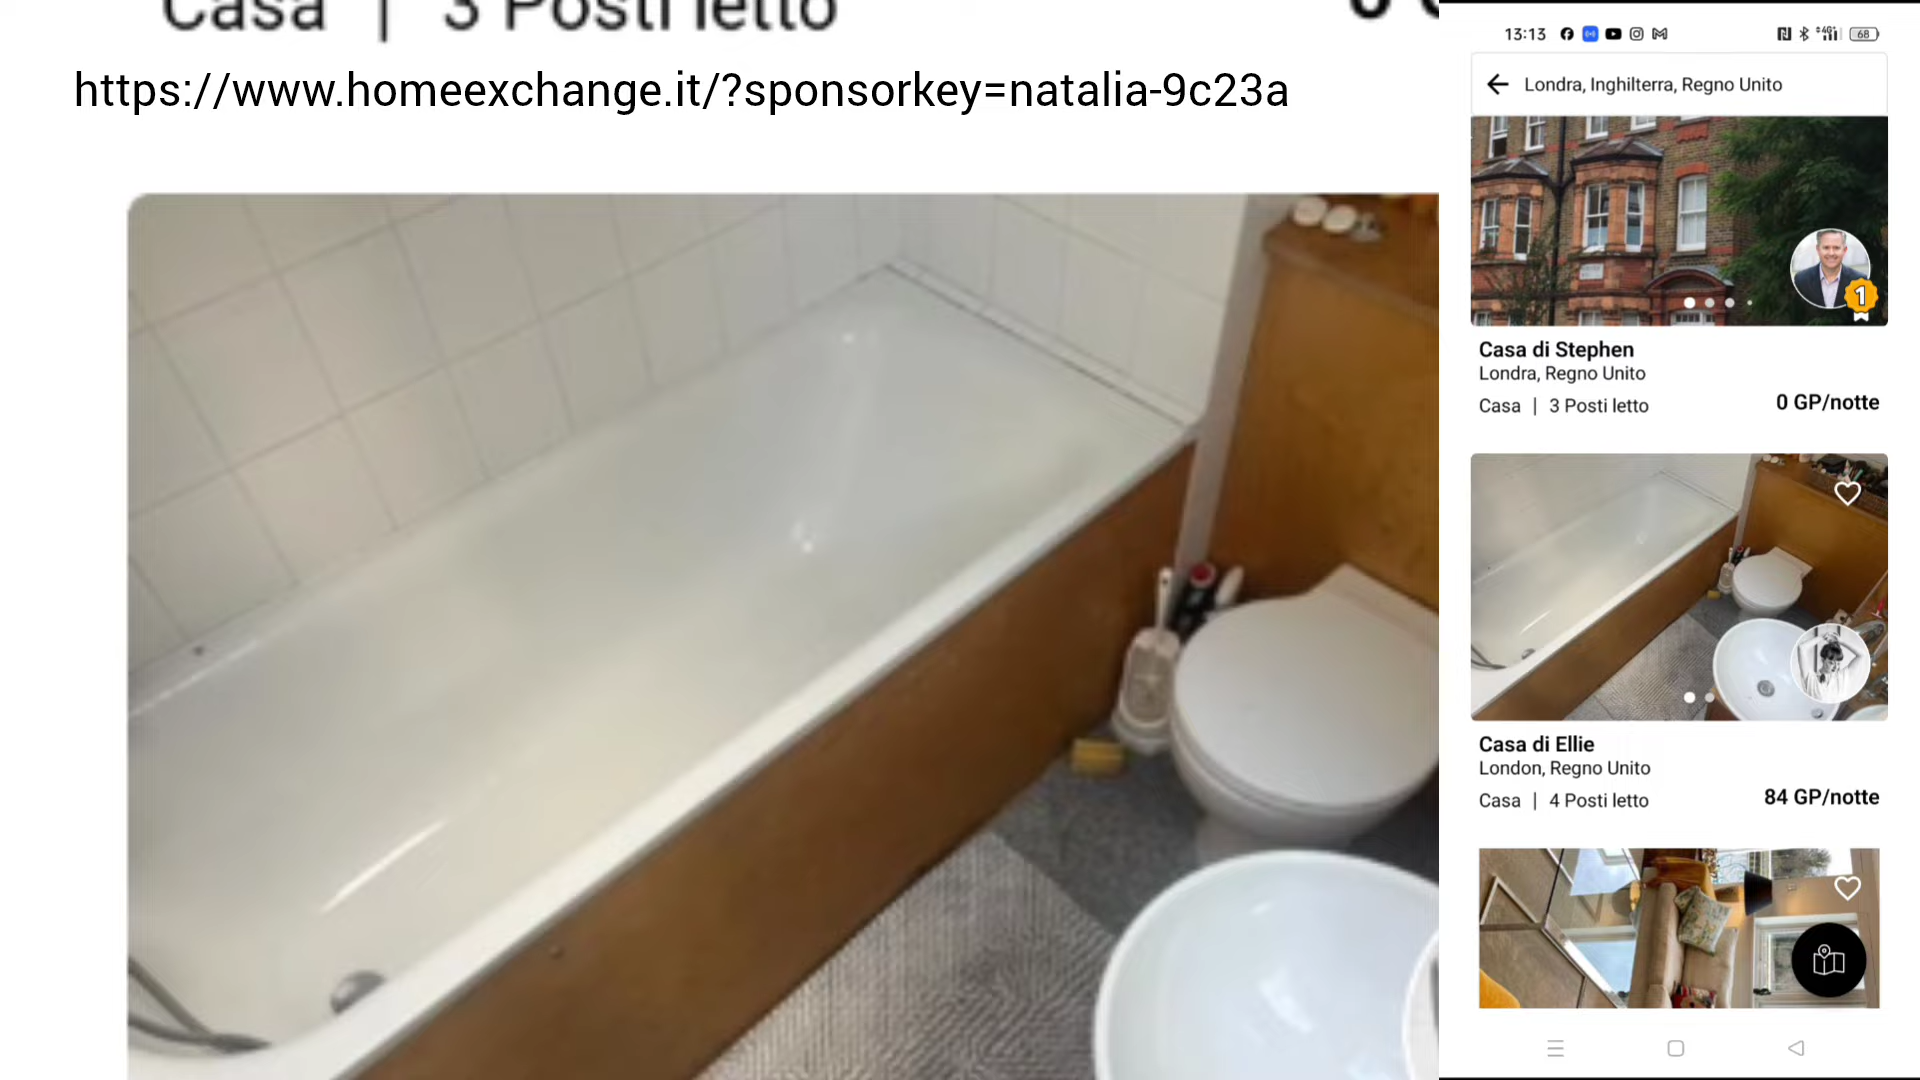 Casa | 3 Posti letto
https://www.homeexchange.it/?sponsorkey=natalia-9c23a
13:13
68
Londra, Inghilterra, Regno Unito
1
Casa di Stephen
Londra, Regno Unito
Casa | 3 Posti letto
0 GP/notte
Casa di Ellie
London, Regno Unito
Casa | 4 Posti letto
84 GP/notte